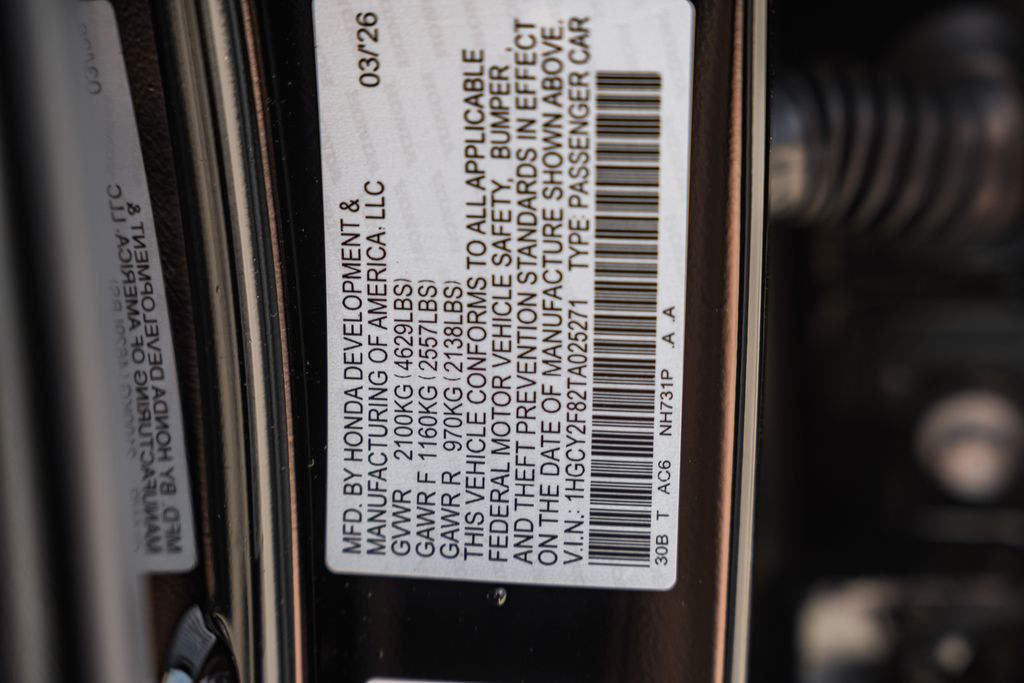 MFD. BY HONDA DEVELOPMENT &
MANUFACTURING OF AMERICA. LLC 03/'26
GVWR 2100KG (4629LBS)
GAWR F 1160KG (2557LBS)
GAWR R 970KG (2138LBS)
THIS VEHICLE CONFORMS TO ALL APPLICABLE
FEDERAL MOTOR VEHICLE SAFETY, BUMPER,
AND THEFT PREVENTION STANDARDS IN EFFECT
ON THE DATE OF MANUFACTURE SHOWN ABOVE.
V.I.N.: 1HGCY2F82TA025271 TYPE: PASSENGER CAR
30B T AC6 NH731P .A .A